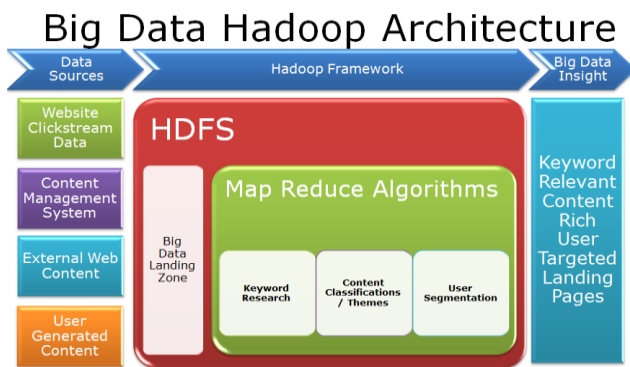 Big Data Hadoop Architecture
Data
Sources
Hadoop Framework
Big Data
Insight
Website
Clickstream
Data
Content
Management
System
External Web
Content
User
Generated
Content
HDFS
Big
Data
Landing
Zone
Map Reduce Algorithms
Keyword
Research
Content
Classifications
/ Themes
User
Segmentation
Keyword
Relevant
Content
Rich
User
Targeted
Landing
Pages